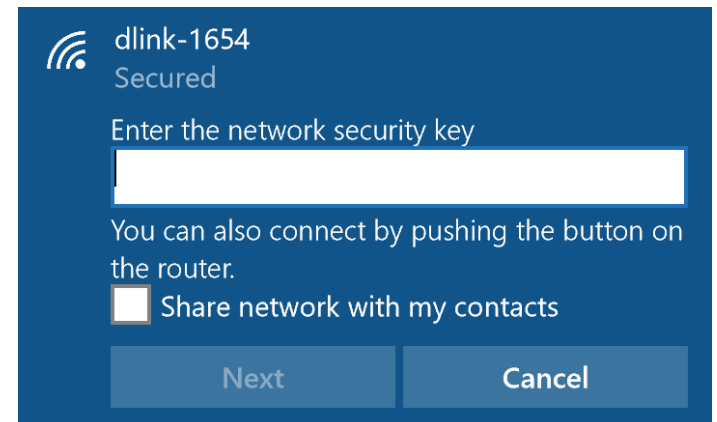 dlink-1654
Secured
Enter the network security key
You can also connect by pushing the button on
the router.
Share network with my contacts
Next
Cancel